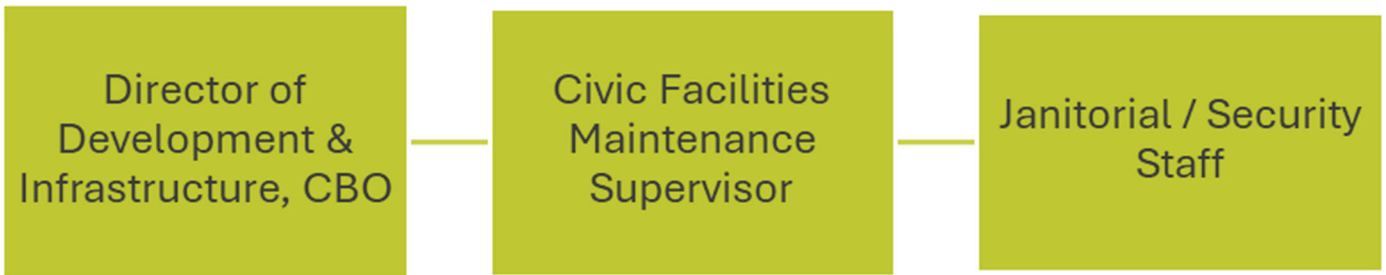 Director of
Development &
Infrastructure, CBO
Civic Facilities
Maintenance
Supervisor
Janitorial / Security
Staff